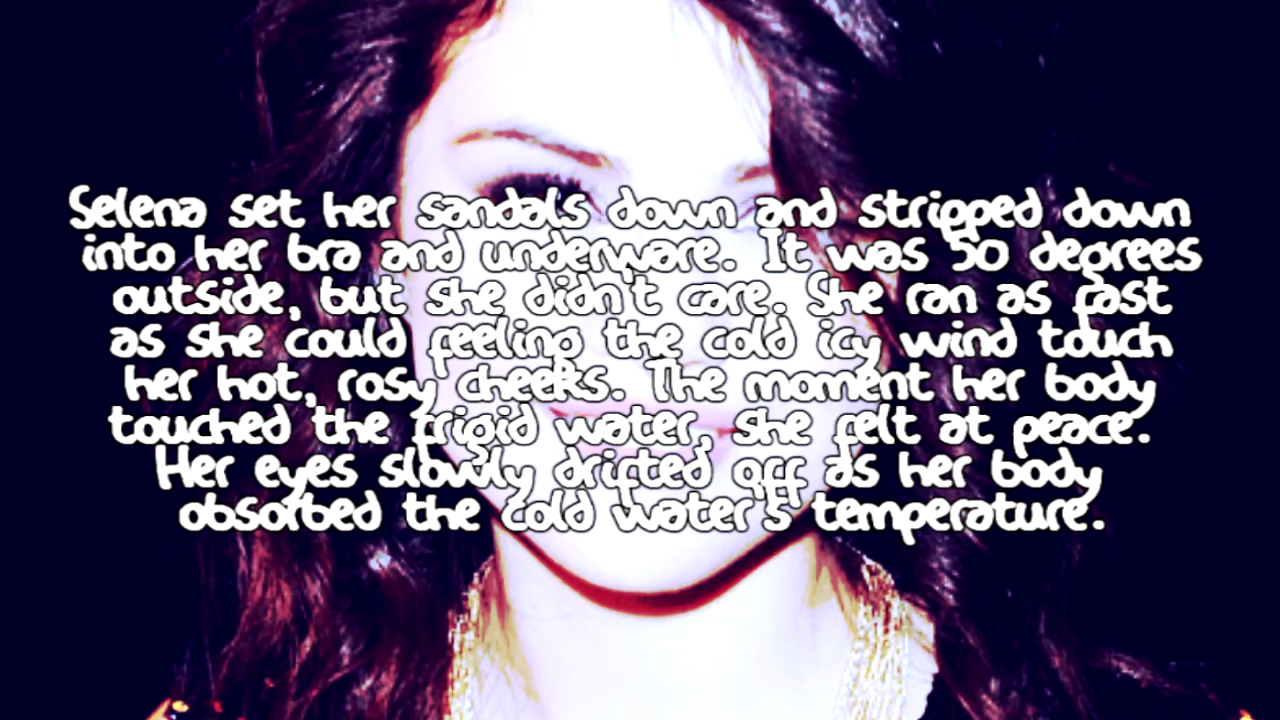 Selena set her sandals down and stripped down
into her bra and underware. It was 50 degrees
outside, but she didn't care. She ran as fast
as she could feeling the cold icy wind touch
her hot, rosy cheeks. The moment her body
touched the frigid water, she felt at peace.
Her eyes slowly drifted off as her body
obsorbed the cold water's temperature.